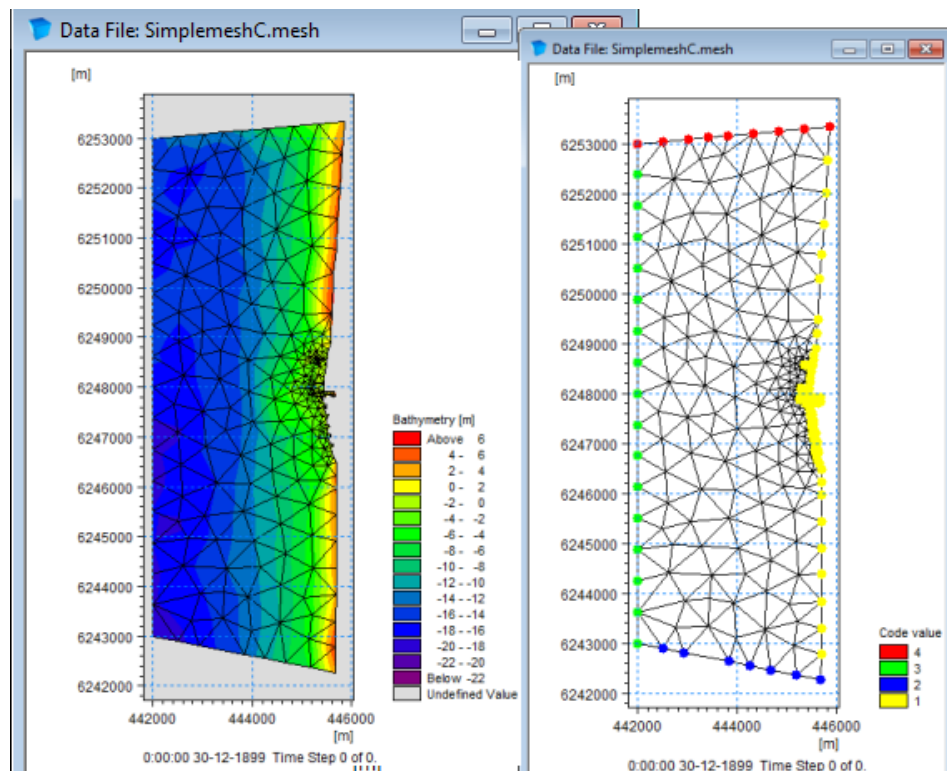 Data File: SimplemeshC.mesh
[m]
6253000
6252000
6251000
6250000
6249000
6248000
6247000
6246000
6245000
6244000
6243000
6242000
442000 444000 446000
[m]
0:00:00 30-12-1899 Time Step 0 of 0.
Bathymetry [m]
Above 6
4 - 6
2 - 4
0 - 2
-2 - 0
-4 - -2
-6 - -4
-8 - -6
-10 - -8
-12 - -10
-14 - -12
-16 - -14
-18 - -16
-20 - -18
-22 - -20
Below -22
Undefined Value
Data File: SimplemeshC.mesh
[m]
6253000
6252000
6251000
6250000
6249000
6248000
6247000
6246000
6245000
6244000
6243000
6242000
442000 444000 446000
[m]
0:00:00 30-12-1899 Time Step 0 of 0.
Code value
4
3
2
1